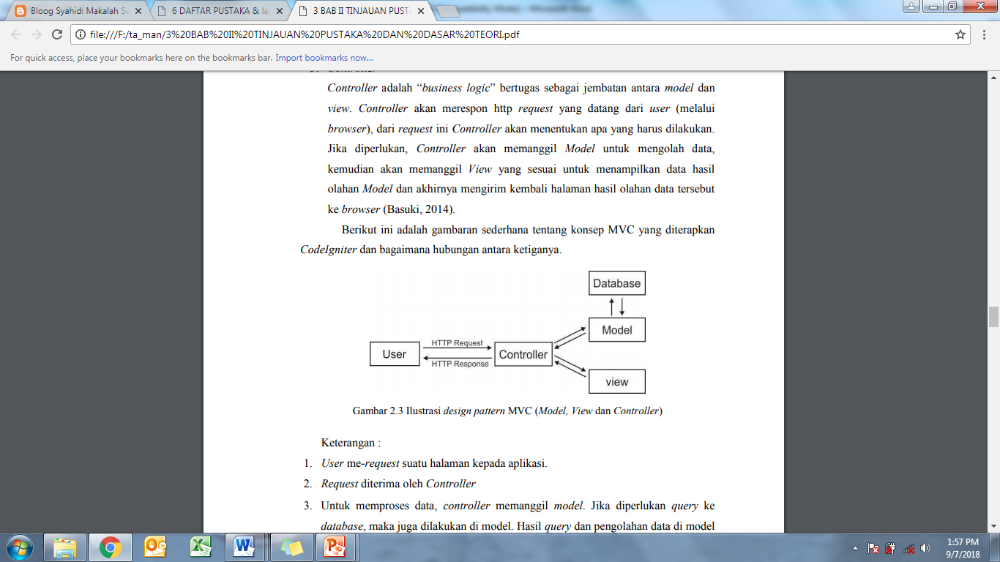 Bloog Syahid: Makalah Se
6 DAFTAR PUSTAKA & la
3 BAB II TINJAUAN PUST
Microsoft Word
file:///F:/ta_man/3%20BAB%20II%20TINJAUAN%20PUSTAKA%20DAN%20DASAR%20TEORI.pdf
For quick access, place your bookmarks here on the bookmarks bar. Import bookmarks now...
Controller adalah “business logic” bertugas sebagai jembatan antara model dan
view. Controller akan merespon http request yang datang dari user (melalui
browser), dari request ini Controller akan menentukan apa yang harus dilakukan.
Jika diperlukan, Controller akan memanggil Model untuk mengolah data,
kemudian akan memanggil View yang sesuai untuk menampilkan data hasil
olahan Model dan akhirnya mengirim kembali halaman hasil olahan data tersebut
ke browser (Basuki, 2014).
Berikut ini adalah gambaran sederhana tentang konsep MVC yang diterapkan
CodeIgniter dan bagaimana hubungan antara ketiganya.
Database
Model
HTTP Request
User
Controller
HTTP Response
view
Gambar 2.3 Ilustrasi design pattern MVC (Model, View dan Controller)
Keterangan :
1. User me-request suatu halaman kepada aplikasi.
2. Request diterima oleh Controller
3. Untuk memproses data, controller memanggil model. Jika diperlukan query ke
database, maka juga dilakukan di model. Hasil query dan pengolahan data di model
1:57 PM
9/7/2018